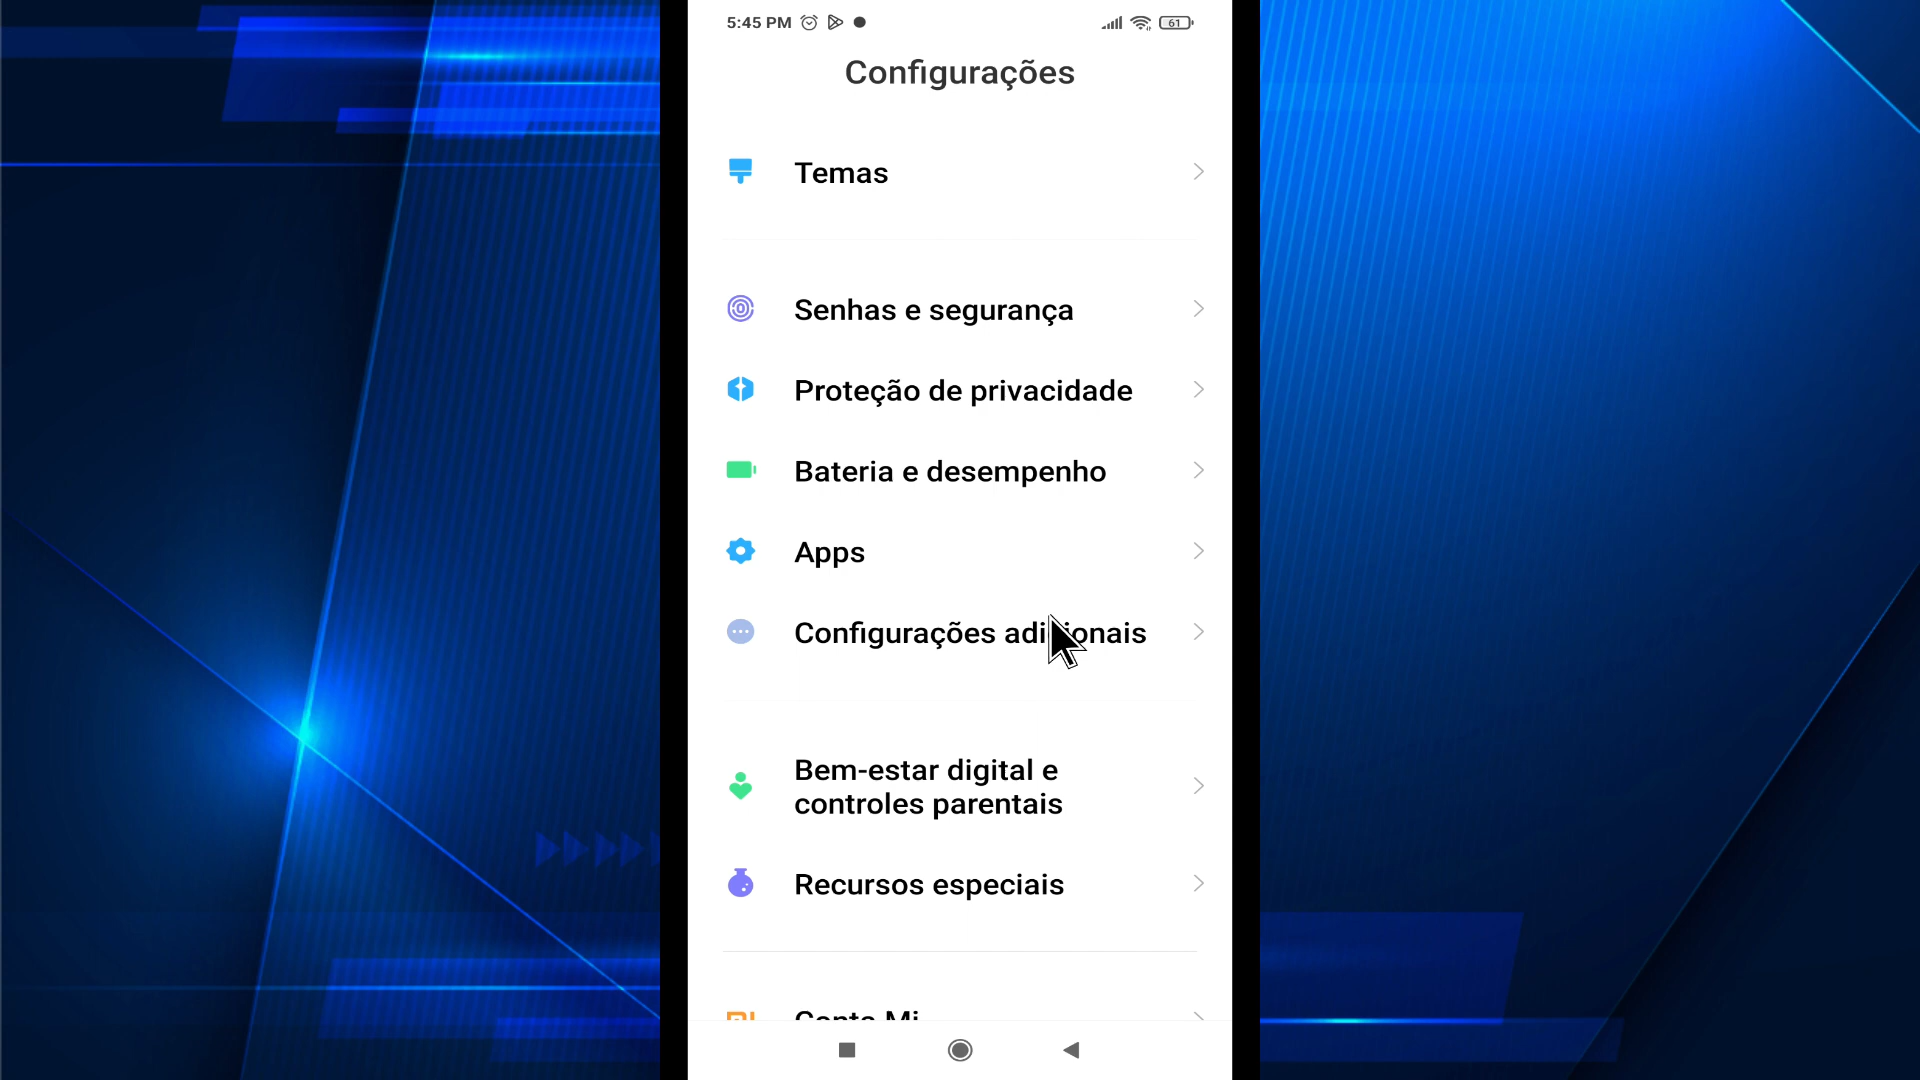 5:45 PM
61
Configurações
Temas
Senhas e segurança
Proteção de privacidade
Bateria e desempenho
Apps
Configurações adicionais
Bem-estar digital e
controles parentais
Recursos especiais
Conta Mi